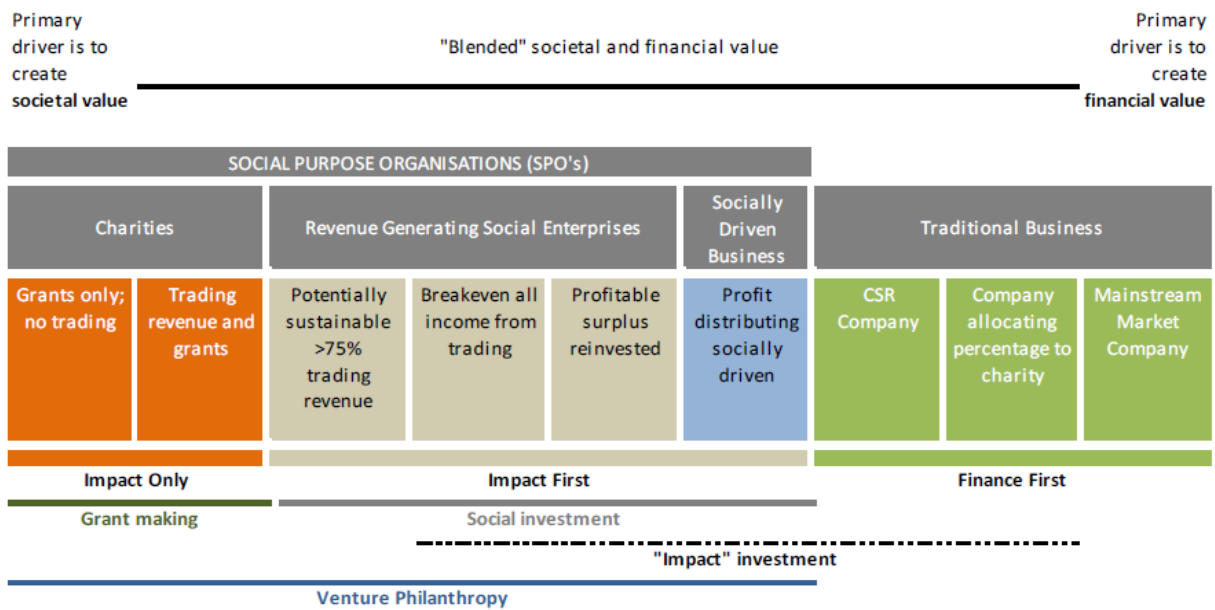 Primary
driver is to
create
societal value
"Blended" societal and financial value
Primary
driver is to
create
financial value
SOCIAL PURPOSE ORGANISATIONS (SPO's)
Charities
Revenue Generating Social Enterprises
Socially
Driven
Business
Traditional Business
Grants only;
no trading
Trading
revenue and
grants
Potentially
sustainable
>75%
trading
revenue
Breakeven all
income from
trading
Profitable
surplus
reinvested
Profit
distributing
socially
driven
CSR
Company
Company
allocating
percentage to
charity
Mainstream
Market
Company
Impact Only
Impact First
Finance First
Grant making
Social investment
"Impact" investment
Venture Philanthropy